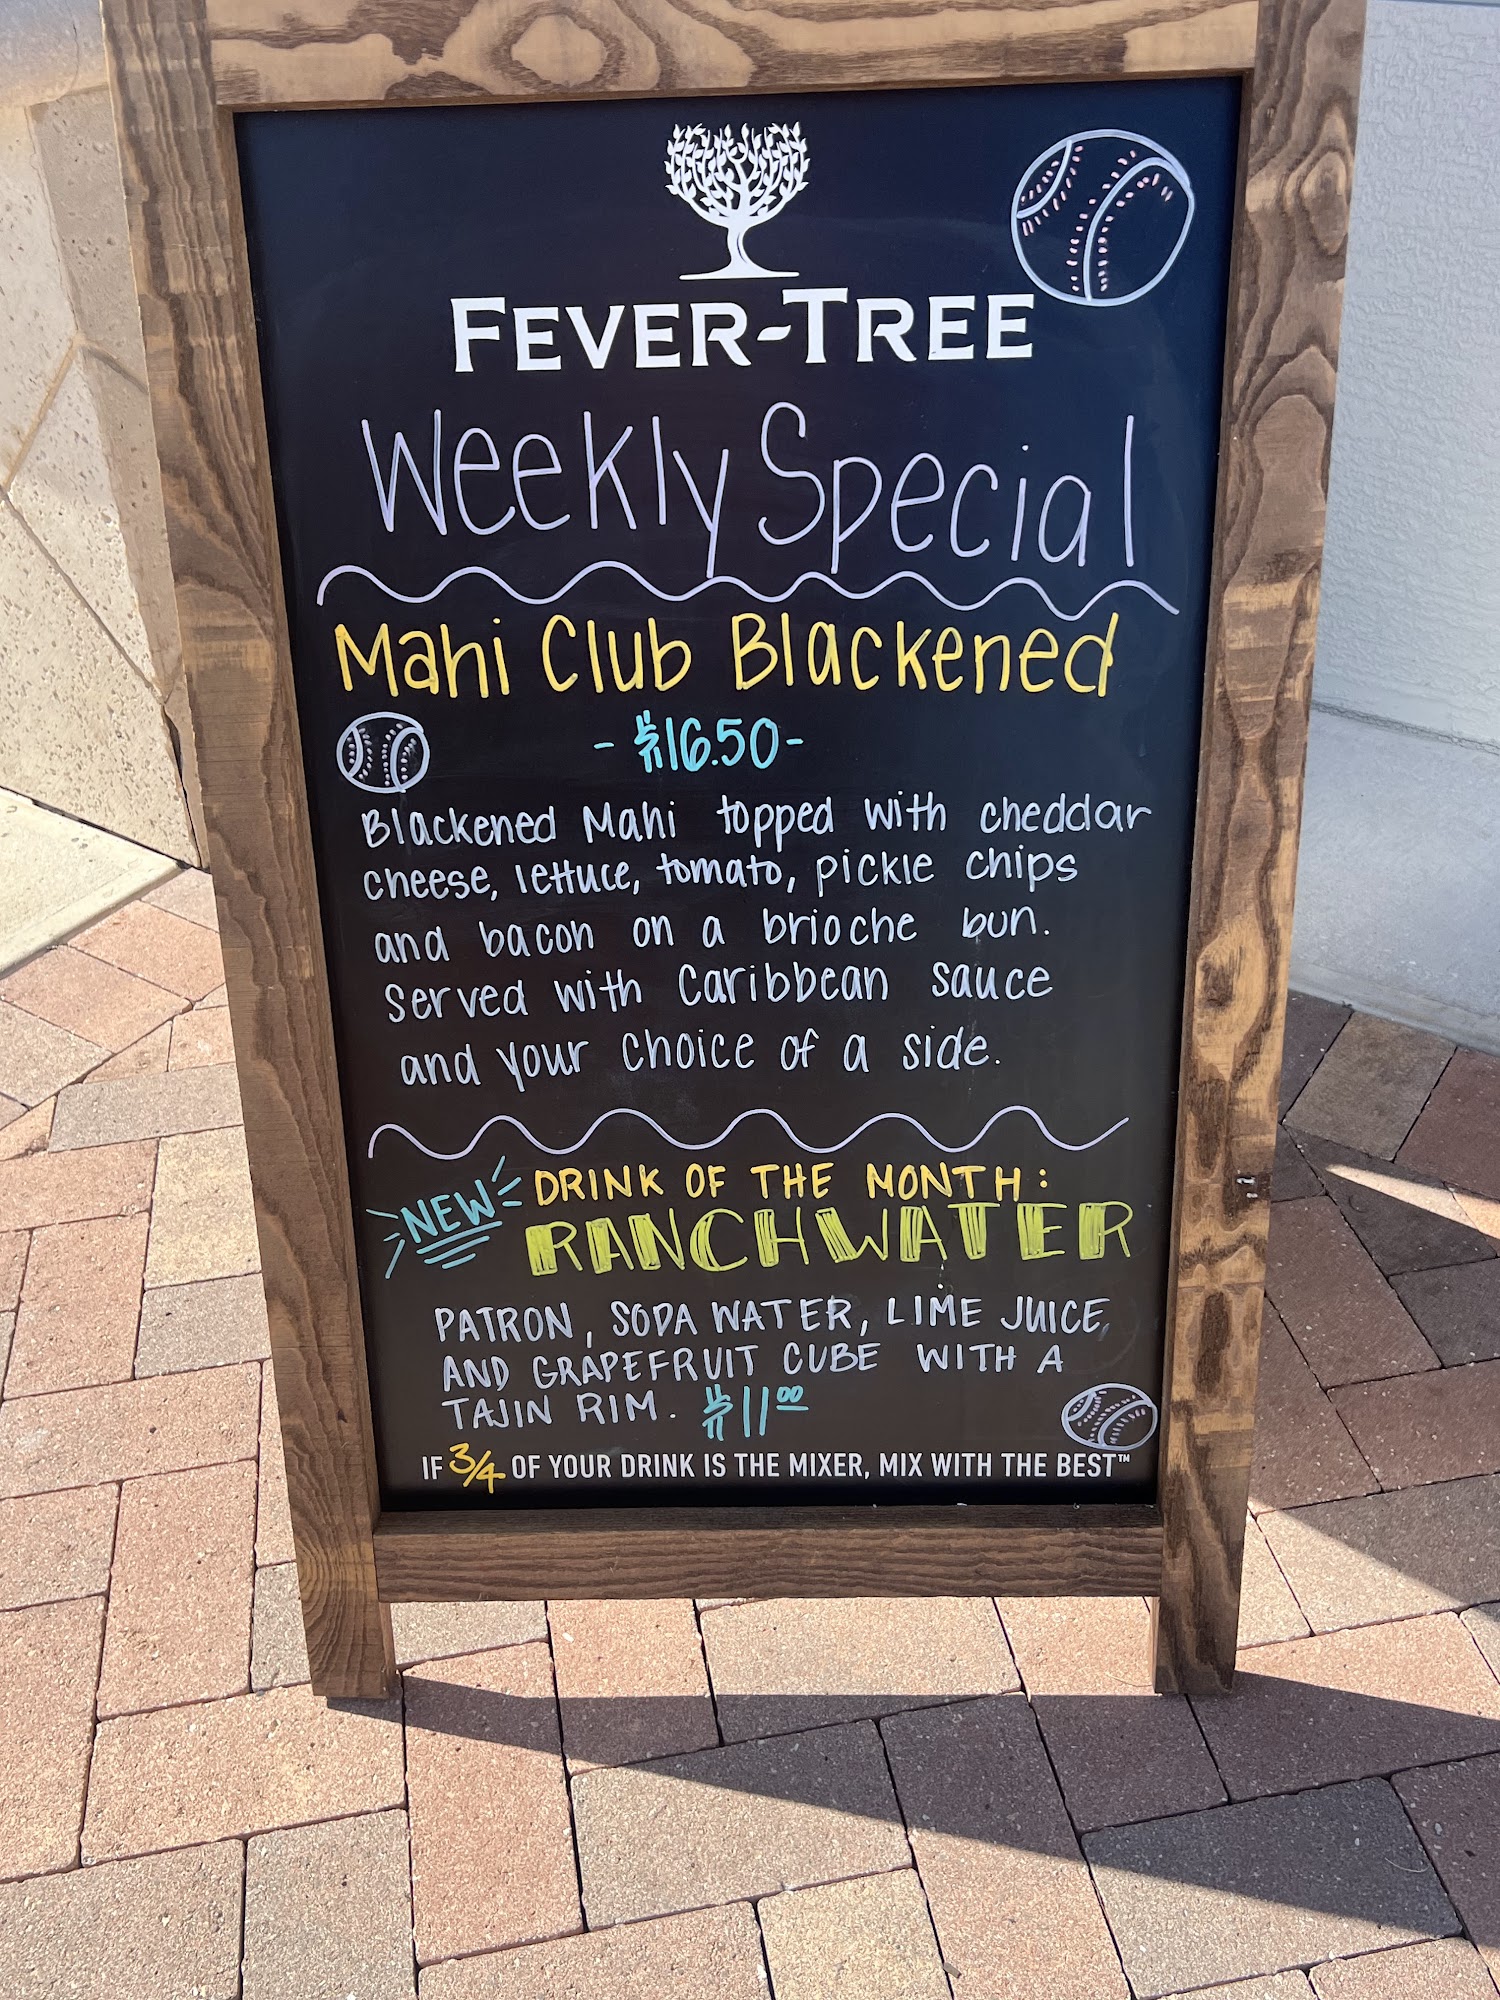 FEVER-TREE
Weekly Special
Mahi Club Blackened
- $16.50 -
Blackened Mahi topped with cheddar
cheese, lettuce, tomato, pickle chips
and bacon on a brioche bun.
Served with Caribbean sauce
and your choice of a side.
NEW DRINK OF THE MONTH:
RANCHWATER
PATRON, SODA WATER, LIME JUICE,
AND GRAPEFRUIT CUBE WITH A
TAJIN RIM. $11.00
IF 3/4 OF YOUR DRINK IS THE MIXER, MIX WITH THE BEST™